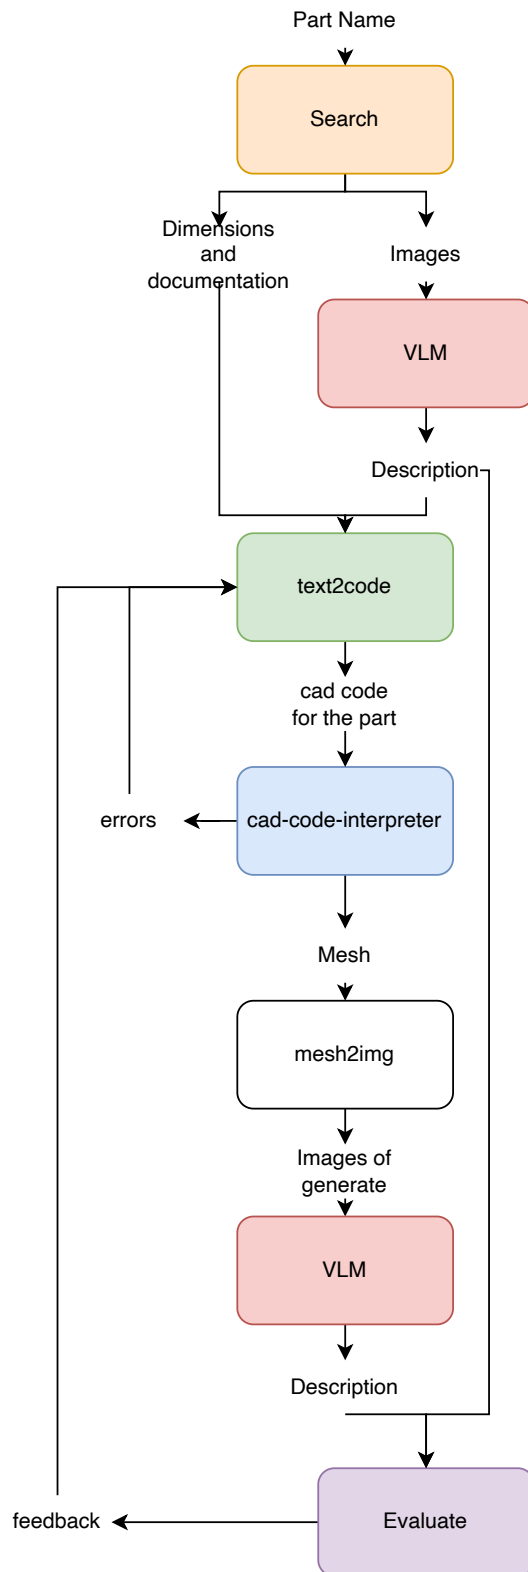 Part Name
Search
Dimensions
and
documentation
Images
VLM
Description
text2code
cad code
for the part
errors
cad-code-interpreter
Mesh
mesh2img
Images of
generate
VLM
Description
feedback
Evaluate